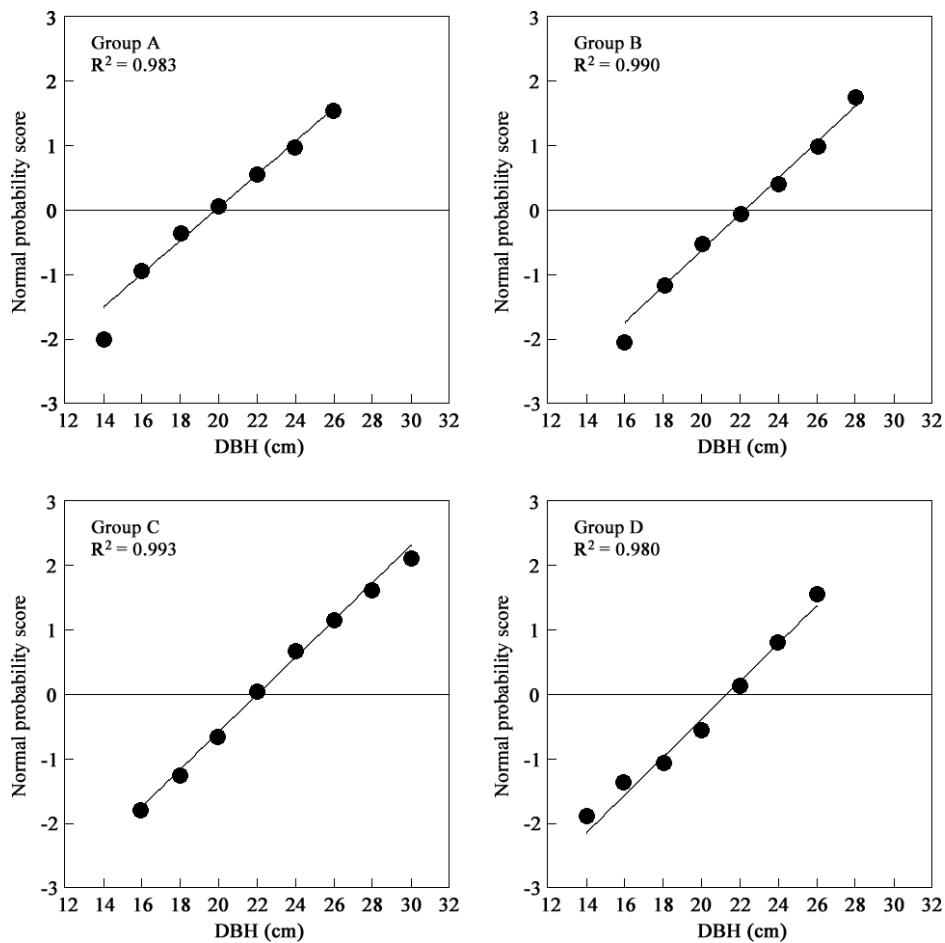 Group A
R² = 0.983
Normal probability score
3
2
1
0
-1
-2
-3
12 14 16 18 20 22 24 26 28 30 32
DBH (cm)
Group B
R² = 0.990
Normal probability score
3
2
1
0
-1
-2
-3
12 14 16 18 20 22 24 26 28 30 32
DBH (cm)
Group C
R² = 0.993
Normal probability score
3
2
1
0
-1
-2
-3
12 14 16 18 20 22 24 26 28 30 32
DBH (cm)
Group D
R² = 0.980
Normal probability score
3
2
1
0
-1
-2
-3
12 14 16 18 20 22 24 26 28 30 32
DBH (cm)